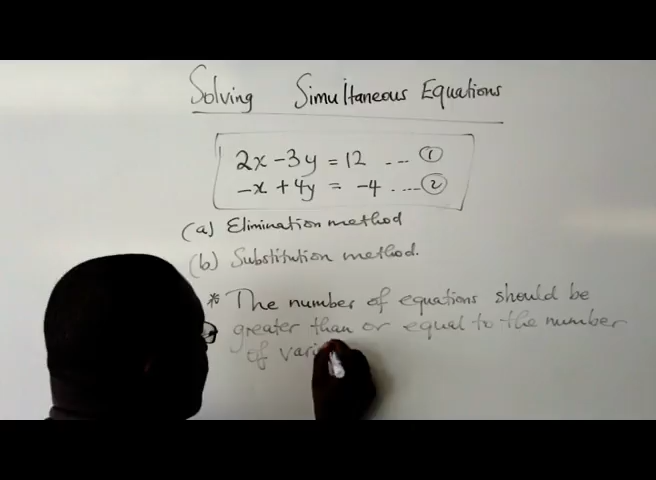 Solving Simultaneous Equations
2x - 3y = 12 --- ①
-x + 4y = -4 .... ②
(a) Elimination method
(b) Substitution method.
* The number of equations should be
greater than or equal to the number
of vari